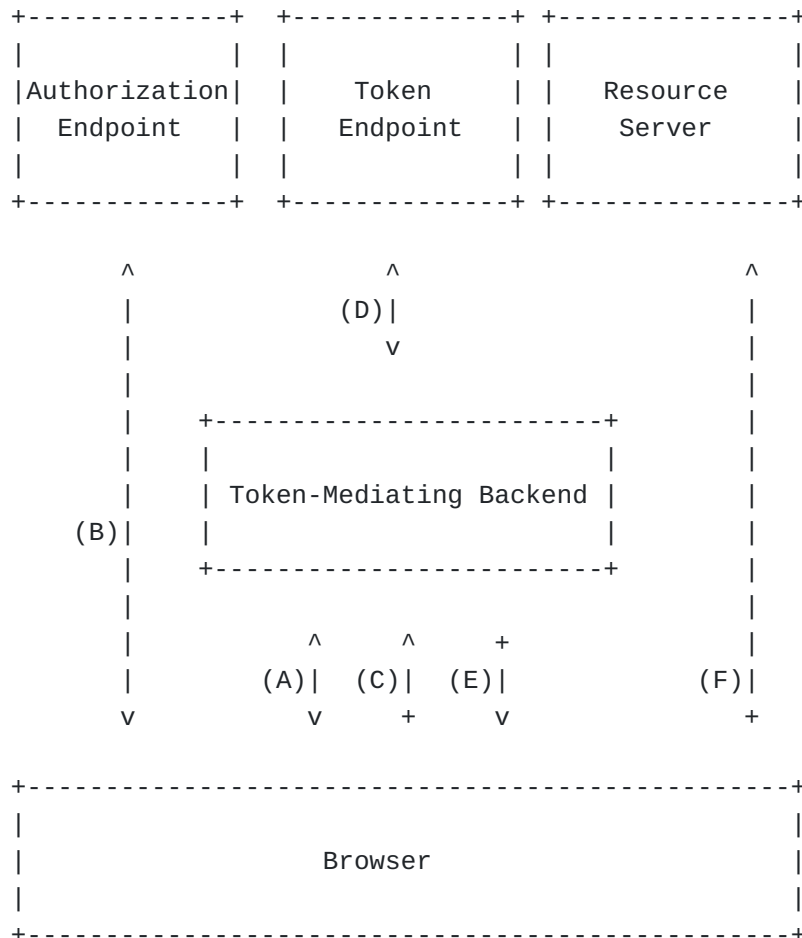 +-------------+  +--------------+ +---------------+
|             |  |              | |               |
|Authorization|  |    Token     | |   Resource    |
|  Endpoint   |  |   Endpoint   | |    Server     |
|             |  |              | |               |
+-------------+  +--------------+ +---------------+

       ^                ^                      ^
       |             (D)|                      |
       |                v                      |
       |                                       |
       |    +-------------------------+        |
       |    |                         |        |
       |    | Token-Mediating Backend |        |
    (B)|    |                         |        |
       |    +-------------------------+        |
       |                                       |
       |           ^     ^     +               |
       |        (A)|  (C)|  (E)|            (F)|
       v           v     +     v               +

+-------------------------------------------------+
|                                                 |
|                   Browser                       |
|                                                 |
+-------------------------------------------------+